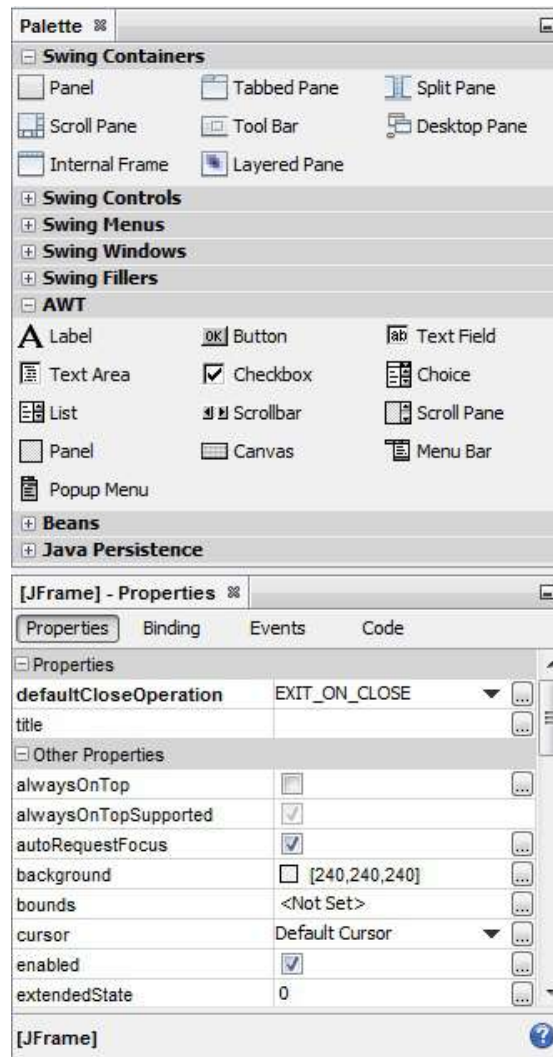 Palette
Swing Containers
Panel Tabbed Pane Split Pane
Scroll Pane Tool Bar Desktop Pane
Internal Frame Layered Pane
Swing Controls
Swing Menus
Swing Windows
Swing Fillers
AWT
A Label OK Button ab Text Field
Text Area Checkbox Choice
List Scrollbar Scroll Pane
Panel Canvas Menu Bar
Popup Menu
Beans
Java Persistence
[JFrame] - Properties
Properties Binding Events Code
Properties
defaultCloseOperation EXIT_ON_CLOSE ...
title ...
Other Properties
alwaysOnTop ...
alwaysOnTopSupported
autoRequestFocus ...
background [240,240,240] ...
bounds <Not Set> ...
cursor Default Cursor ...
enabled ...
extendedState 0 ...
[JFrame] ?